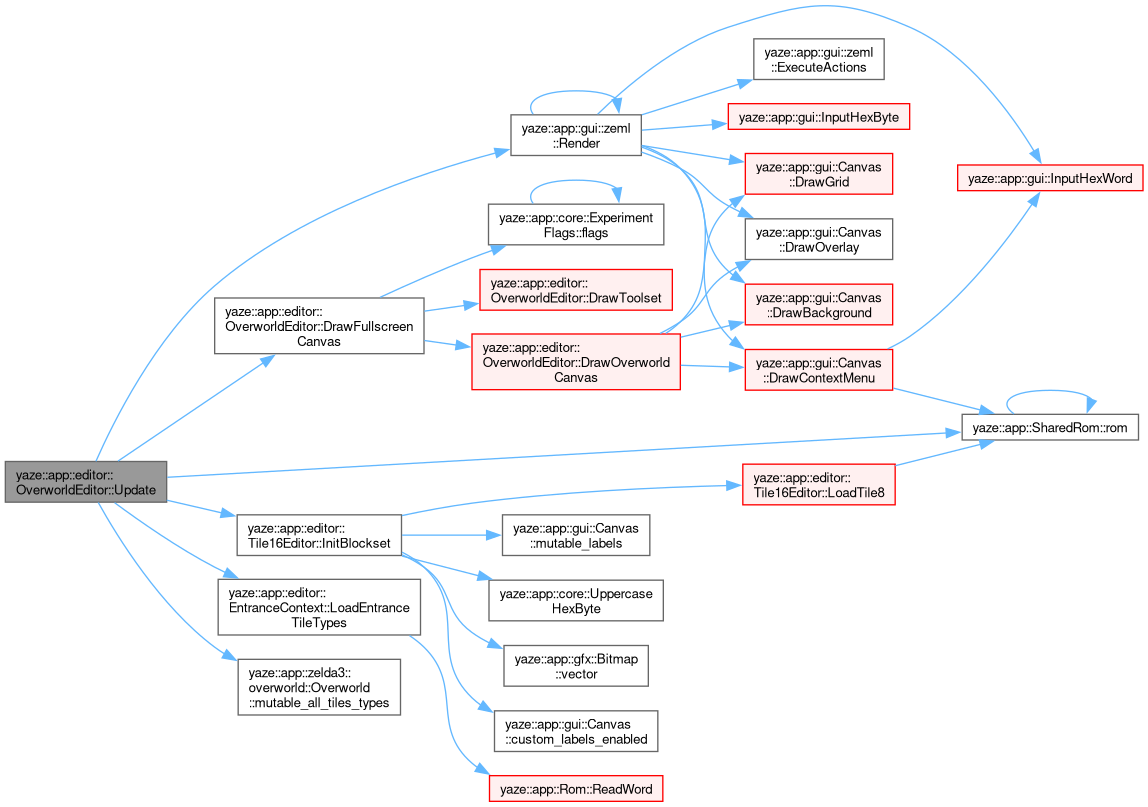 yaze::app::gui::zeml
::ExecuteActions
yaze::app::gui::InputHexByte
yaze::app::gui::zeml
::Render
yaze::app::gui::Canvas
::DrawGrid
yaze::app::gui::InputHexWord
yaze::app::core::Experiment
Flags::flags
yaze::app::gui::Canvas
::DrawOverlay
yaze::app::editor::
OverworldEditor::DrawToolset
yaze::app::gui::Canvas
::DrawBackground
yaze::app::editor::
OverworldEditor::DrawFullscreen
Canvas
yaze::app::editor::
OverworldEditor::DrawOverworld
Canvas
yaze::app::gui::Canvas
::DrawContextMenu
yaze::app::SharedRom::rom
yaze::app::editor::
OverworldEditor::Update
yaze::app::editor::
Tile16Editor::LoadTile8
yaze::app::editor::
Tile16Editor::InitBlockset
yaze::app::gui::Canvas
::mutable_labels
yaze::app::editor::
EntranceContext::LoadEntrance
TileTypes
yaze::app::core::Uppercase
HexByte
yaze::app::gfx::Bitmap
::vector
yaze::app::zelda3::
overworld::Overworld
::mutable_all_tiles_types
yaze::app::gui::Canvas
::custom_labels_enabled
yaze::app::Rom::ReadWord